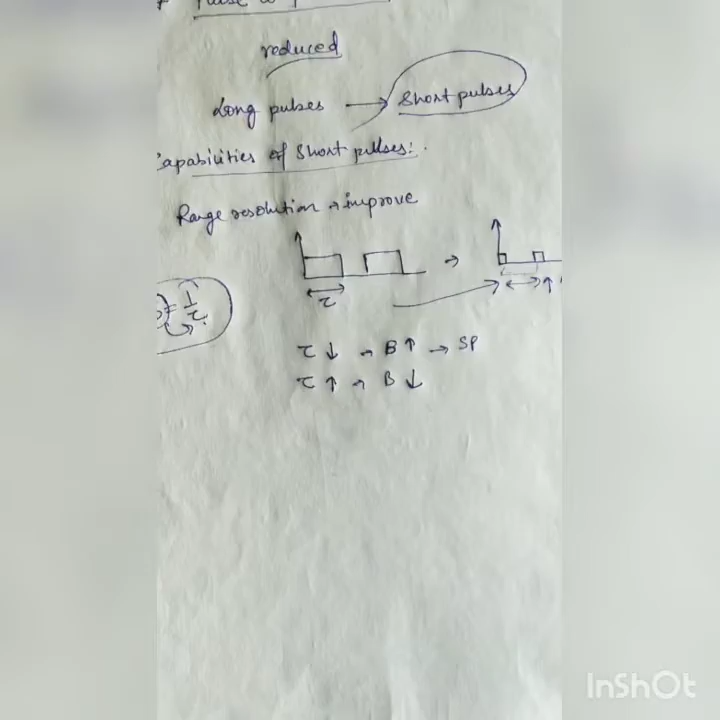 reduced
Long pulses → Short pulses
Capabilities of Short pulses:
Range resolution → improve
→
τ
↑
= 1/τ
τ ↓ → B ↑ → SP
τ ↑ → B ↓
InShOt